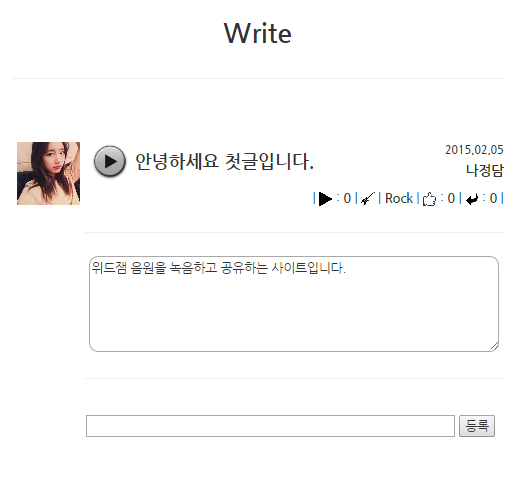 Write
2015.02.05
안녕하세요 첫글입니다.
나정담
| : 0 | | Rock | : 0 | : 0 |
위드잼 음원을 녹음하고 공유하는 사이트입니다.
등록